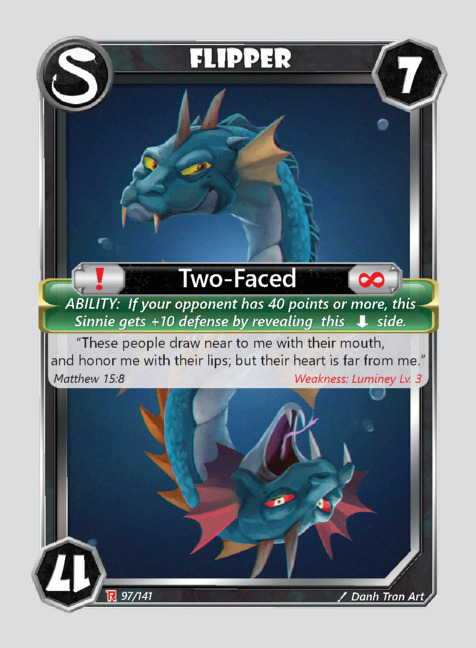 S
FLIPPER
7
!
Two-Faced
∞
ABILITY: If your opponent has 40 points or more, this
Sinnie gets +10 defense by revealing this ⬇ side.
"These people draw near to me with their mouth,
and honor me with their lips; but their heart is far from me."
Matthew 15:8
Weakness: Luminey Lv. 3
17
R 97/141
Danh Tran Art